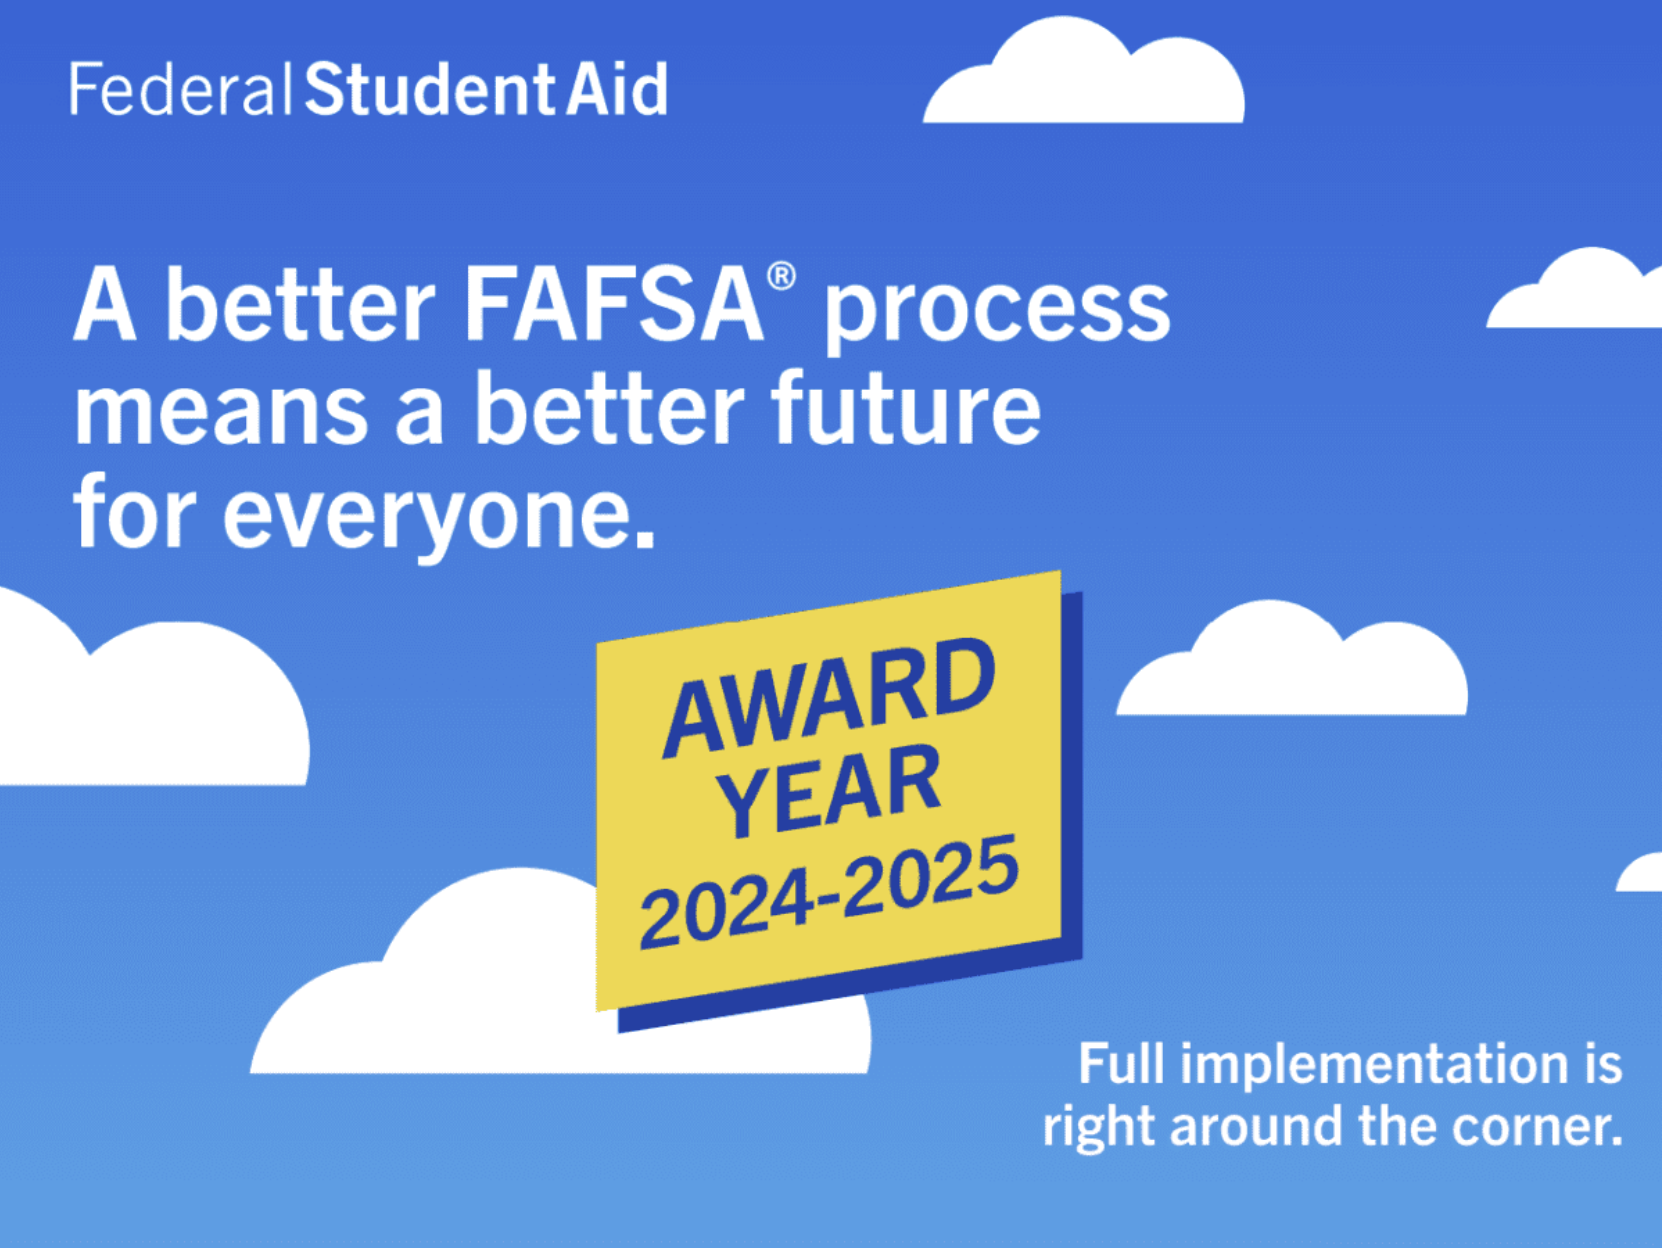 Federal Student Aid
A better FAFSA® process
means a better future
for everyone.
AWARD
YEAR
2024-2025
Full implementation is
right around the corner.